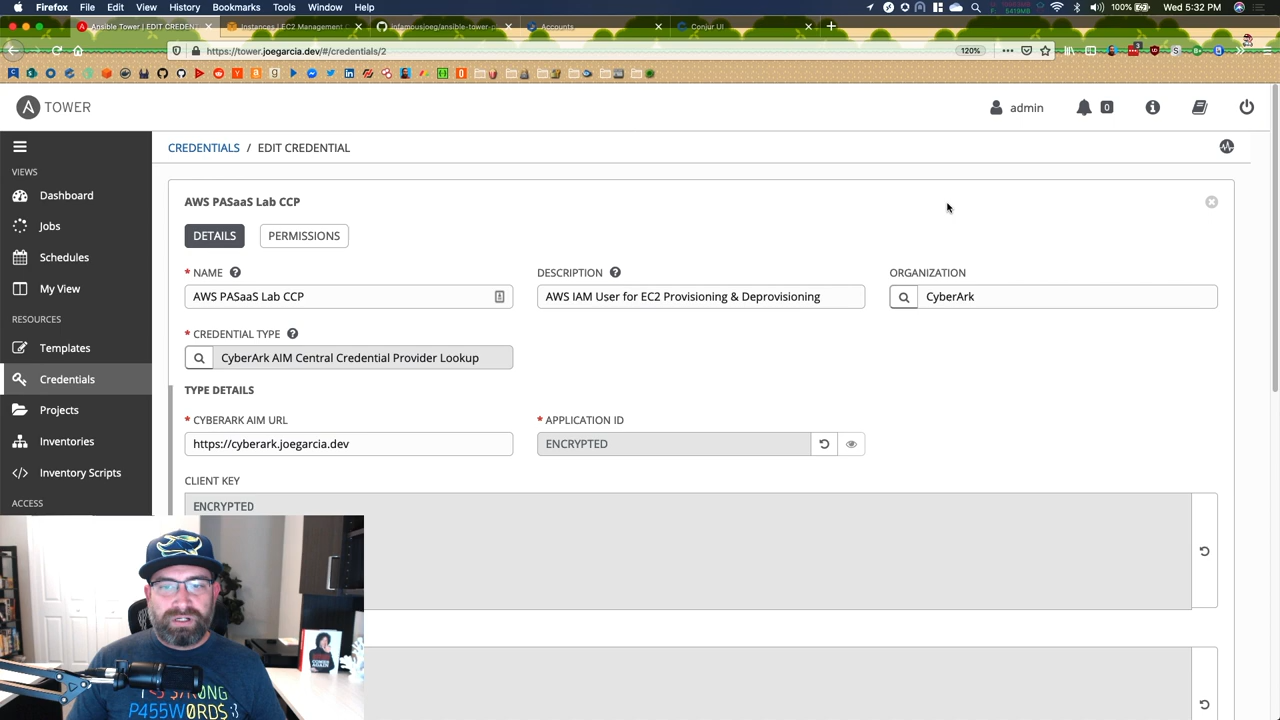 Firefox File Edit View History Bookmarks Tools Window Help 100% Wed 5:32 PM
Ansible Tower | EDIT CREDEN Instances | EC2 Management C infamousjoeg/ansible-tower-p Accounts Conjur UI
https://tower.joegarcia.dev/#/credentials/2 120%
TOWER admin 0
CREDENTIALS / EDIT CREDENTIAL
VIEWS
Dashboard
Jobs
Schedules
My View
RESOURCES
Templates
Credentials
Projects
Inventories
Inventory Scripts
ACCESS
AWS PASaaS Lab CCP
DETAILS PERMISSIONS
* NAME DESCRIPTION ORGANIZATION
AWS PASaaS Lab CCP AWS IAM User for EC2 Provisioning & Deprovisioning CyberArk
* CREDENTIAL TYPE
CyberArk AIM Central Credential Provider Lookup
TYPE DETAILS
* CYBERARK AIM URL * APPLICATION ID
https://cyberark.joegarcia.dev ENCRYPTED
CLIENT KEY
ENCRYPTED
P455W0RDS:}